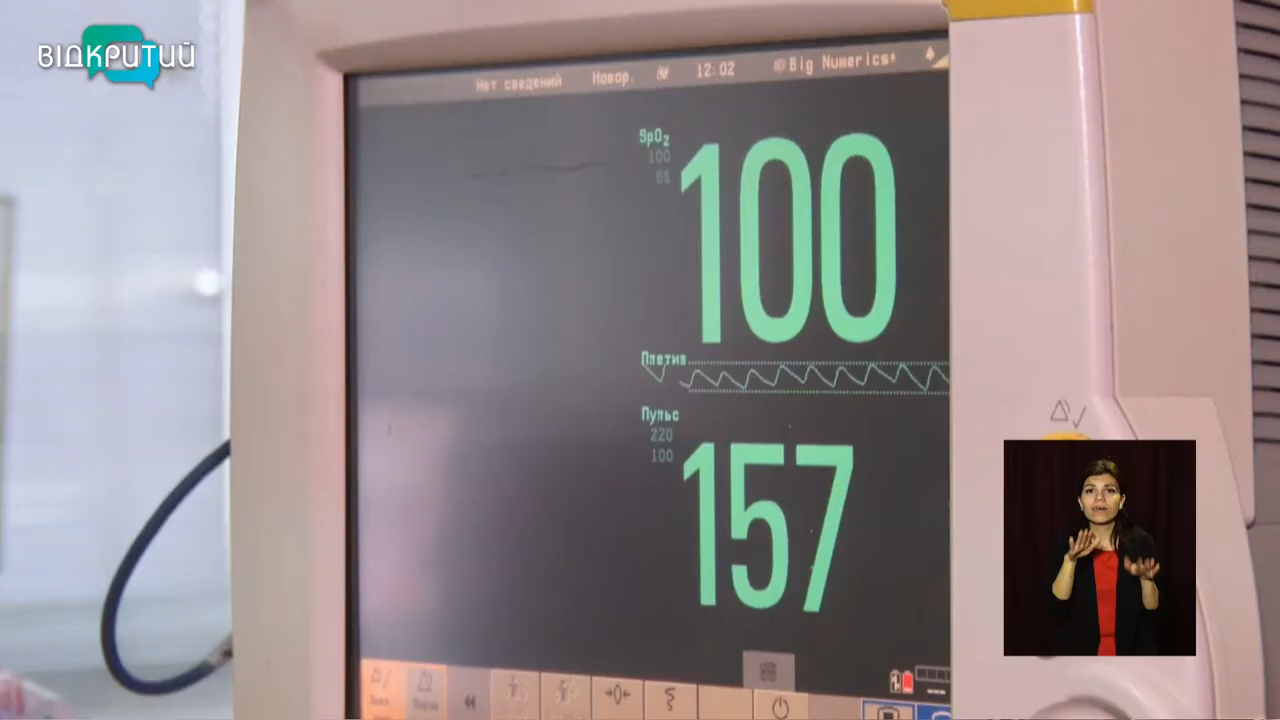 ВІДКРИТИЙ
Нет сведений Новор. 12:02 Big Numerics
SpO₂
100
85
100
Плетив
Пульс
220
100
157